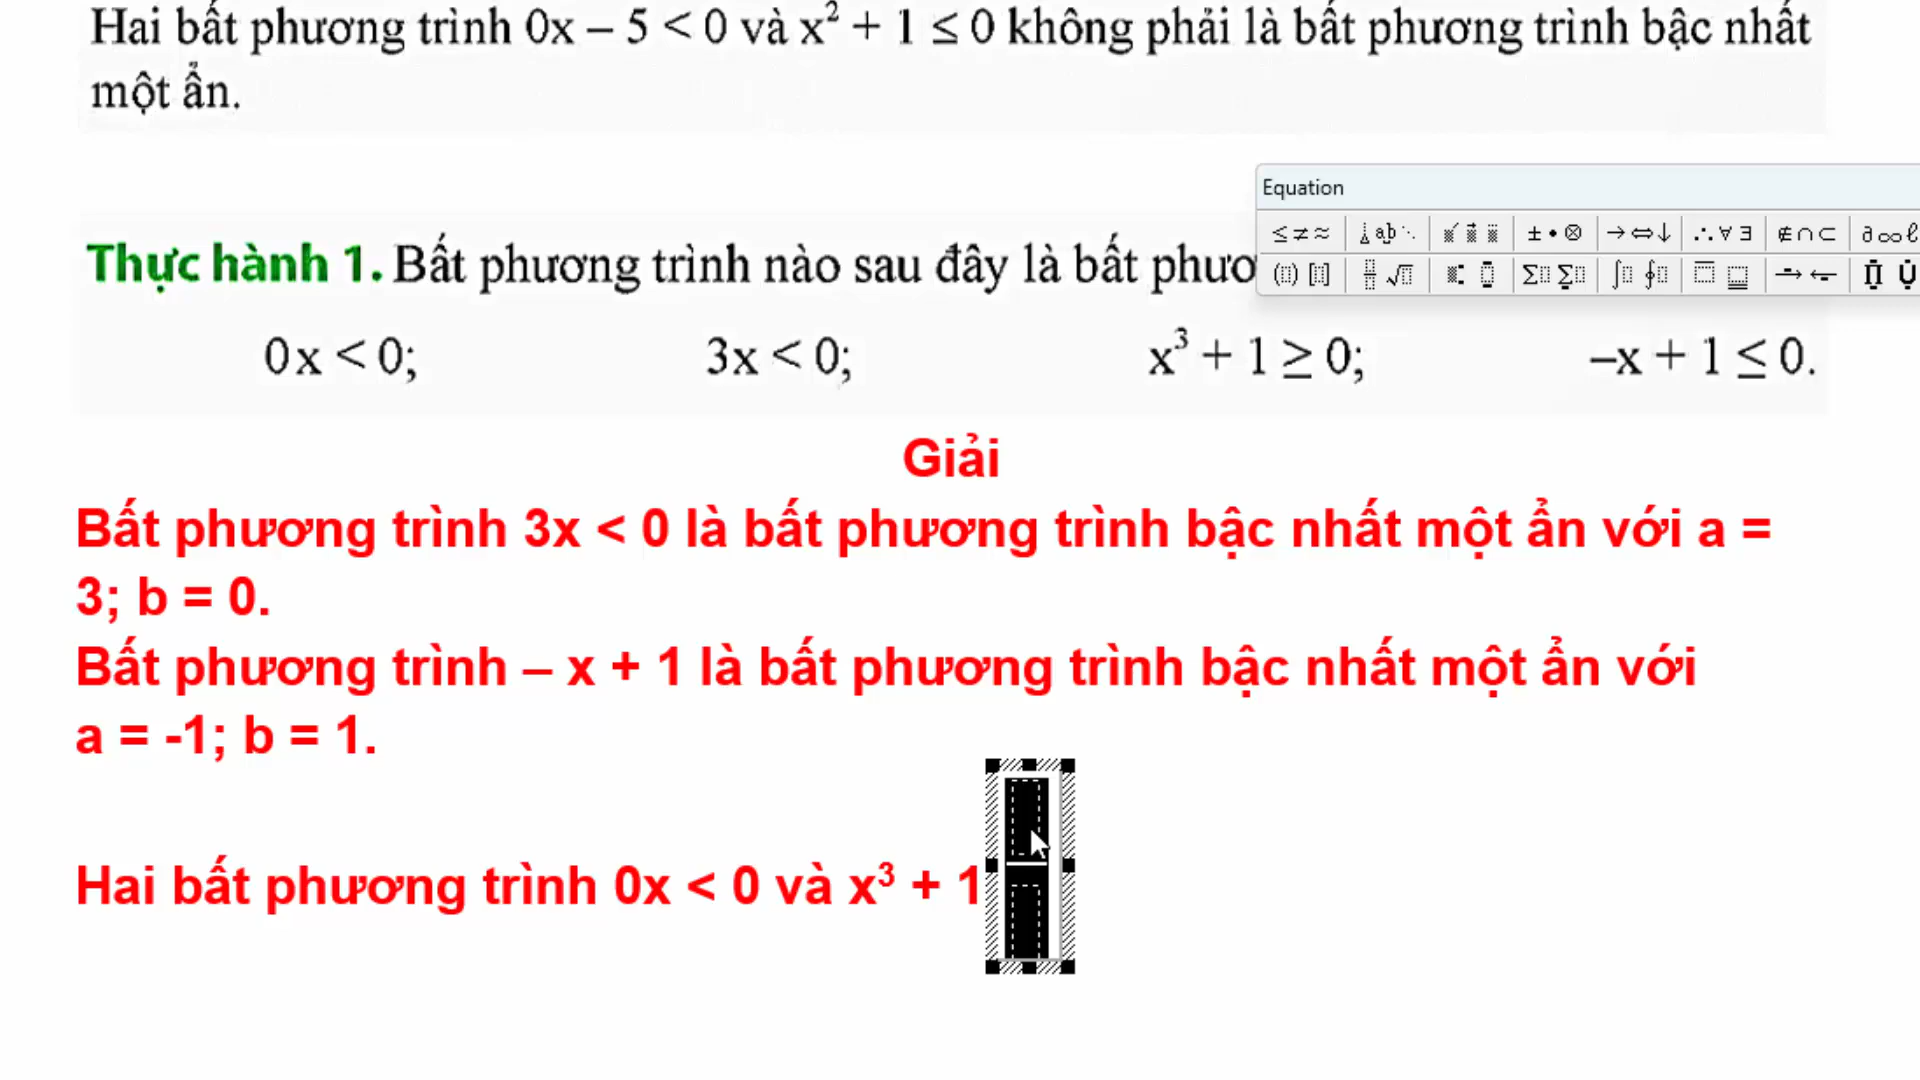 Hai bất phương trình 0x – 5 < 0 và x² + 1 ≤ 0 không phải là bất phương trình bậc nhất
một ẩn.
Equation
Thực hành 1. Bất phương trình nào sau đây là bất phươ
0x < 0; 3x < 0; x³ + 1 ≥ 0; –x + 1 ≤ 0.
Giải
Bất phương trình 3x < 0 là bất phương trình bậc nhất một ẩn với a =
3; b = 0.
Bất phương trình – x + 1 là bất phương trình bậc nhất một ẩn với
a = -1; b = 1.
Hai bất phương trình 0x < 0 và x³ + 1